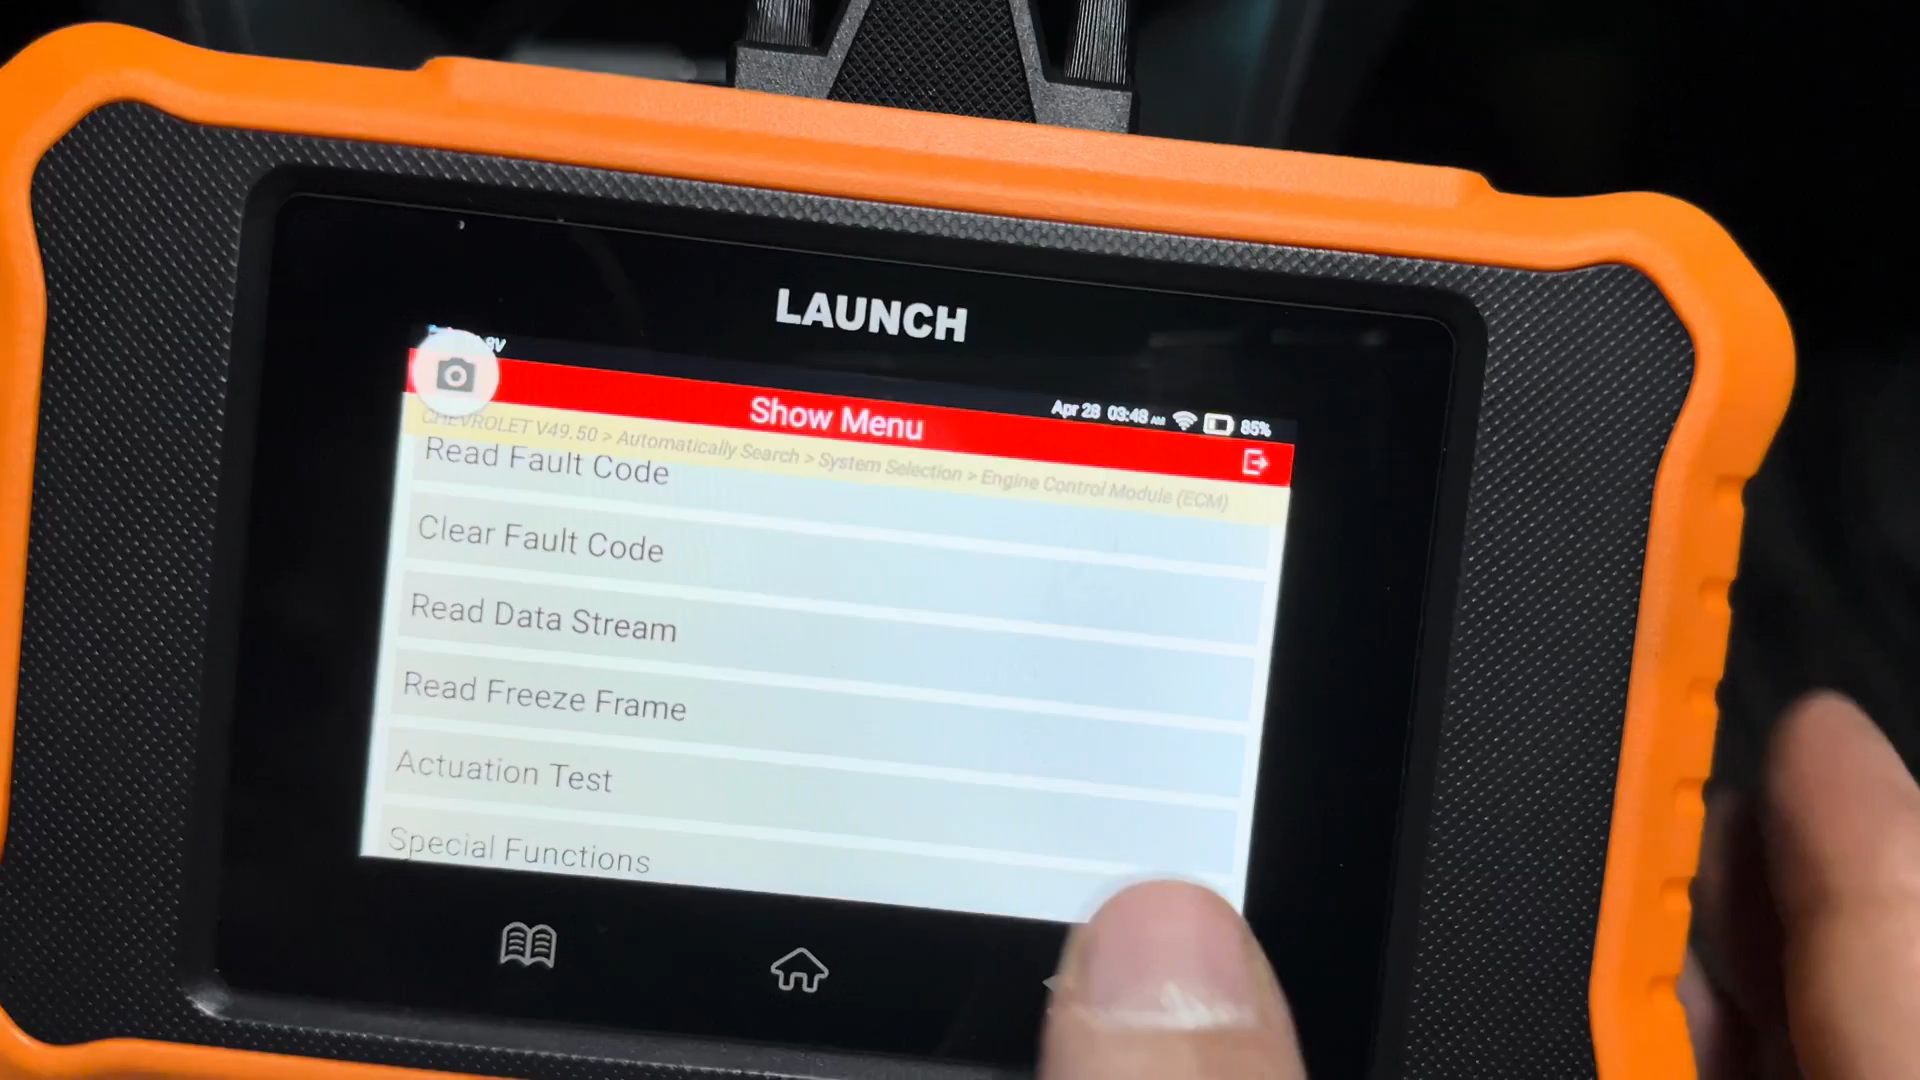 LAUNCH
8V
Apr 28 03:48 AM 85%
Show Menu
CHEVROLET V49.50 > Automatically Search > System Selection > Engine Control Module (ECM)
Read Fault Code
Clear Fault Code
Read Data Stream
Read Freeze Frame
Actuation Test
Special Functions